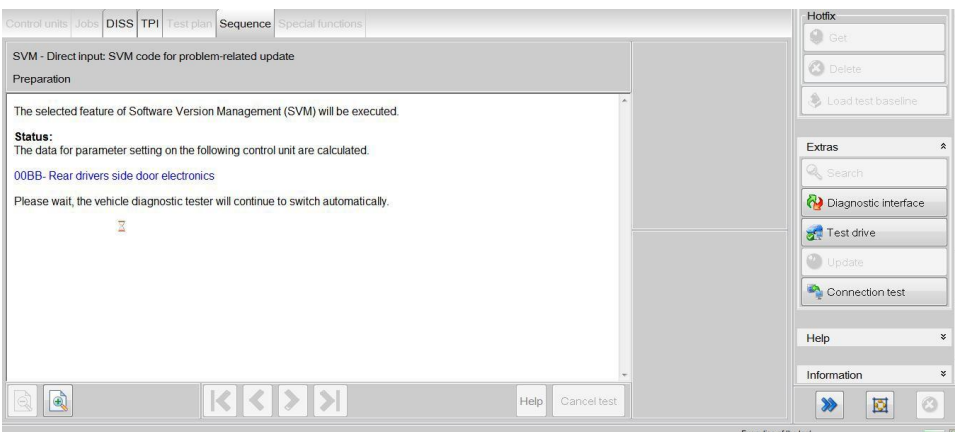 Control units Jobs DISS TPI Test plan Sequence Special functions
SVM - Direct input: SVM code for problem-related update
Preparation
The selected feature of Software Version Management (SVM) will be executed.
Status:
The data for parameter setting on the following control unit are calculated.
00BB- Rear drivers side door electronics
Please wait, the vehicle diagnostic tester will continue to switch automatically.
Help Cancel test
Hotfix
Get
Delete
Load test baseline
Extras
Search
Diagnostic interface
Test drive
Update
Connection test
Help
Information